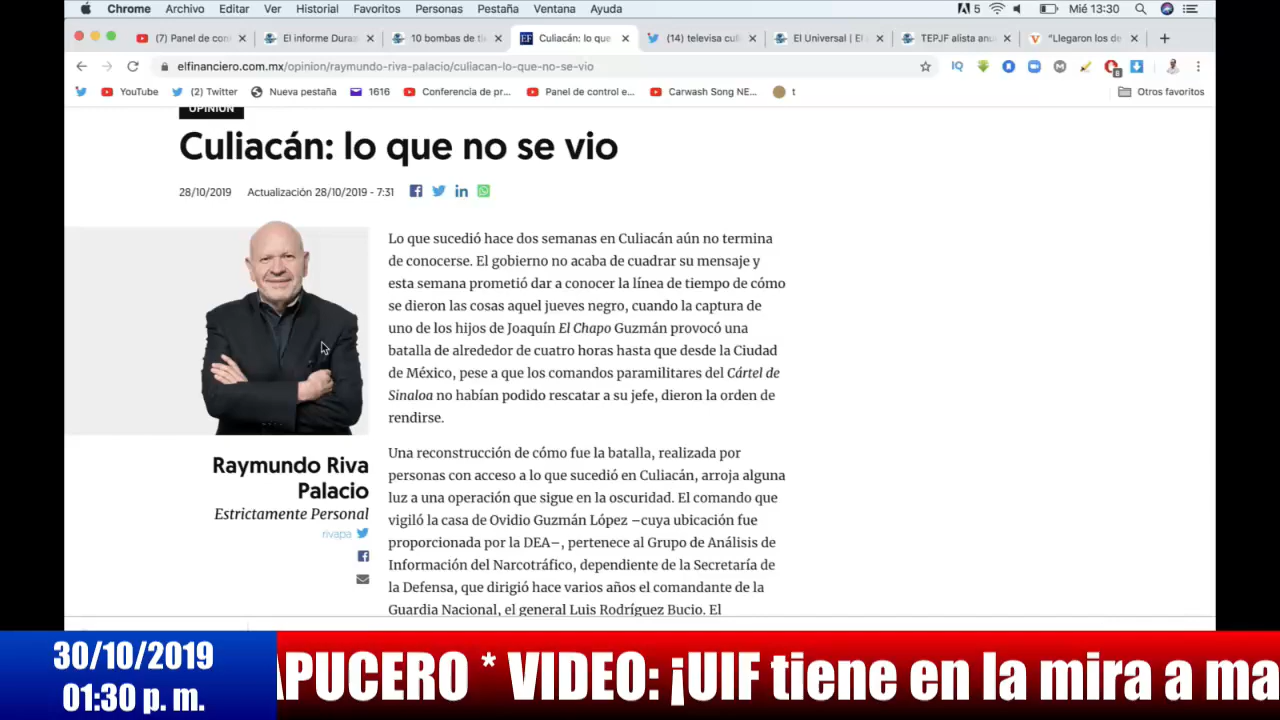 Chrome Archivo Editar Ver Historial Favoritos Personas Pestaña Ventana Ayuda 5 Mié 13:30
(7) Panel de con El informe Dura 10 bombas de ti Culiacán: lo que (14) televisa cul El Universal | El TEPJF alista anc "Llegaron los de
elfinanciero.com.mx/opinion/raymundo-riva-palacio/culiacan-lo-que-no-se-vio IQ 8
YouTube (2) Twitter Nueva pestaña 1616 Conferencia de pr... Panel de control e... Carwash Song NE... t Otros favoritos
OPINIÓN
Culiacán: lo que no se vio
28/10/2019 Actualización 28/10/2019 - 7:31
Lo que sucedió hace dos semanas en Culiacán aún no termina
de conocerse. El gobierno no acaba de cuadrar su mensaje y
esta semana prometió dar a conocer la línea de tiempo de cómo
se dieron las cosas aquel jueves negro, cuando la captura de
uno de los hijos de Joaquín El Chapo Guzmán provocó una
batalla de alrededor de cuatro horas hasta que desde la Ciudad
de México, pese a que los comandos paramilitares del Cártel de
Sinaloa no habían podido rescatar a su jefe, dieron la orden de
rendirse.
Raymundo Riva
Palacio
Estrictamente Personal
rivapa
Una reconstrucción de cómo fue la batalla, realizada por
personas con acceso a lo que sucedió en Culiacán, arroja alguna
luz a una operación que sigue en la oscuridad. El comando que
vigiló la casa de Ovidio Guzmán López –cuya ubicación fue
proporcionada por la DEA–, pertenece al Grupo de Análisis de
Información del Narcotráfico, dependiente de la Secretaría de
la Defensa, que dirigió hace varios años el comandante de la
Guardia Nacional, el general Luis Rodríguez Bucio. El
30/10/2019
01:30 p. m.
APUCERO * VIDEO: ¡UIF tiene en la mira a ma